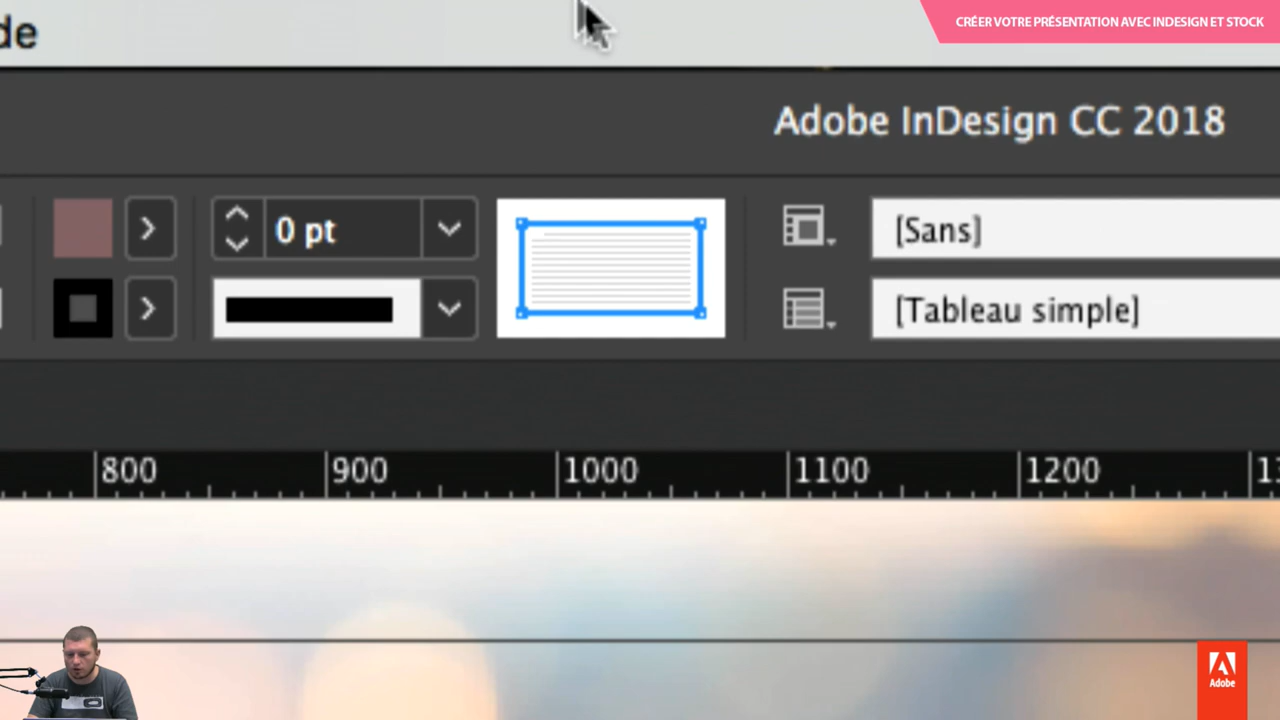 de
CRÉER VOTRE PRÉSENTATION AVEC INDESIGN ET STOCK
Adobe InDesign CC 2018
0 pt
[Sans]
[Tableau simple]
800 900 1000 1100 1200
Adobe